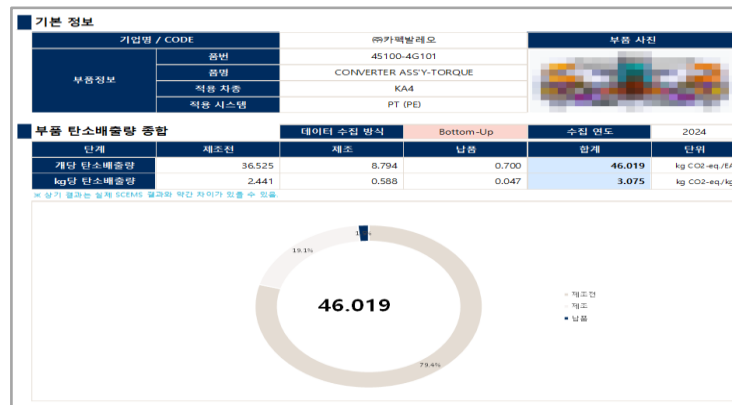 기본 정보
기업명 / CODE ㈜카펙발레오 부품 사진
부품정보 품번 45100-4G101
품명 CONVERTER ASS'Y-TORQUE
적용 차종 KA4
적용 시스템 PT (PE)
부품 탄소배출량 종합 데이터 수집 방식 Bottom-Up 수집 연도 2024
단계 제조전 제조 납품 합계 단위
개당 탄소배출량 36.525 8.794 0.700 46.019 kg CO2-eq./EA
kg당 탄소배출량 2.441 0.588 0.047 3.075 kg CO2-eq./kg
※ 상기 결과는 실제 SCEMS 결과와 약간 차이가 있을 수 있음.
19.1%
46.019
제조전
제조
납품
79.4%